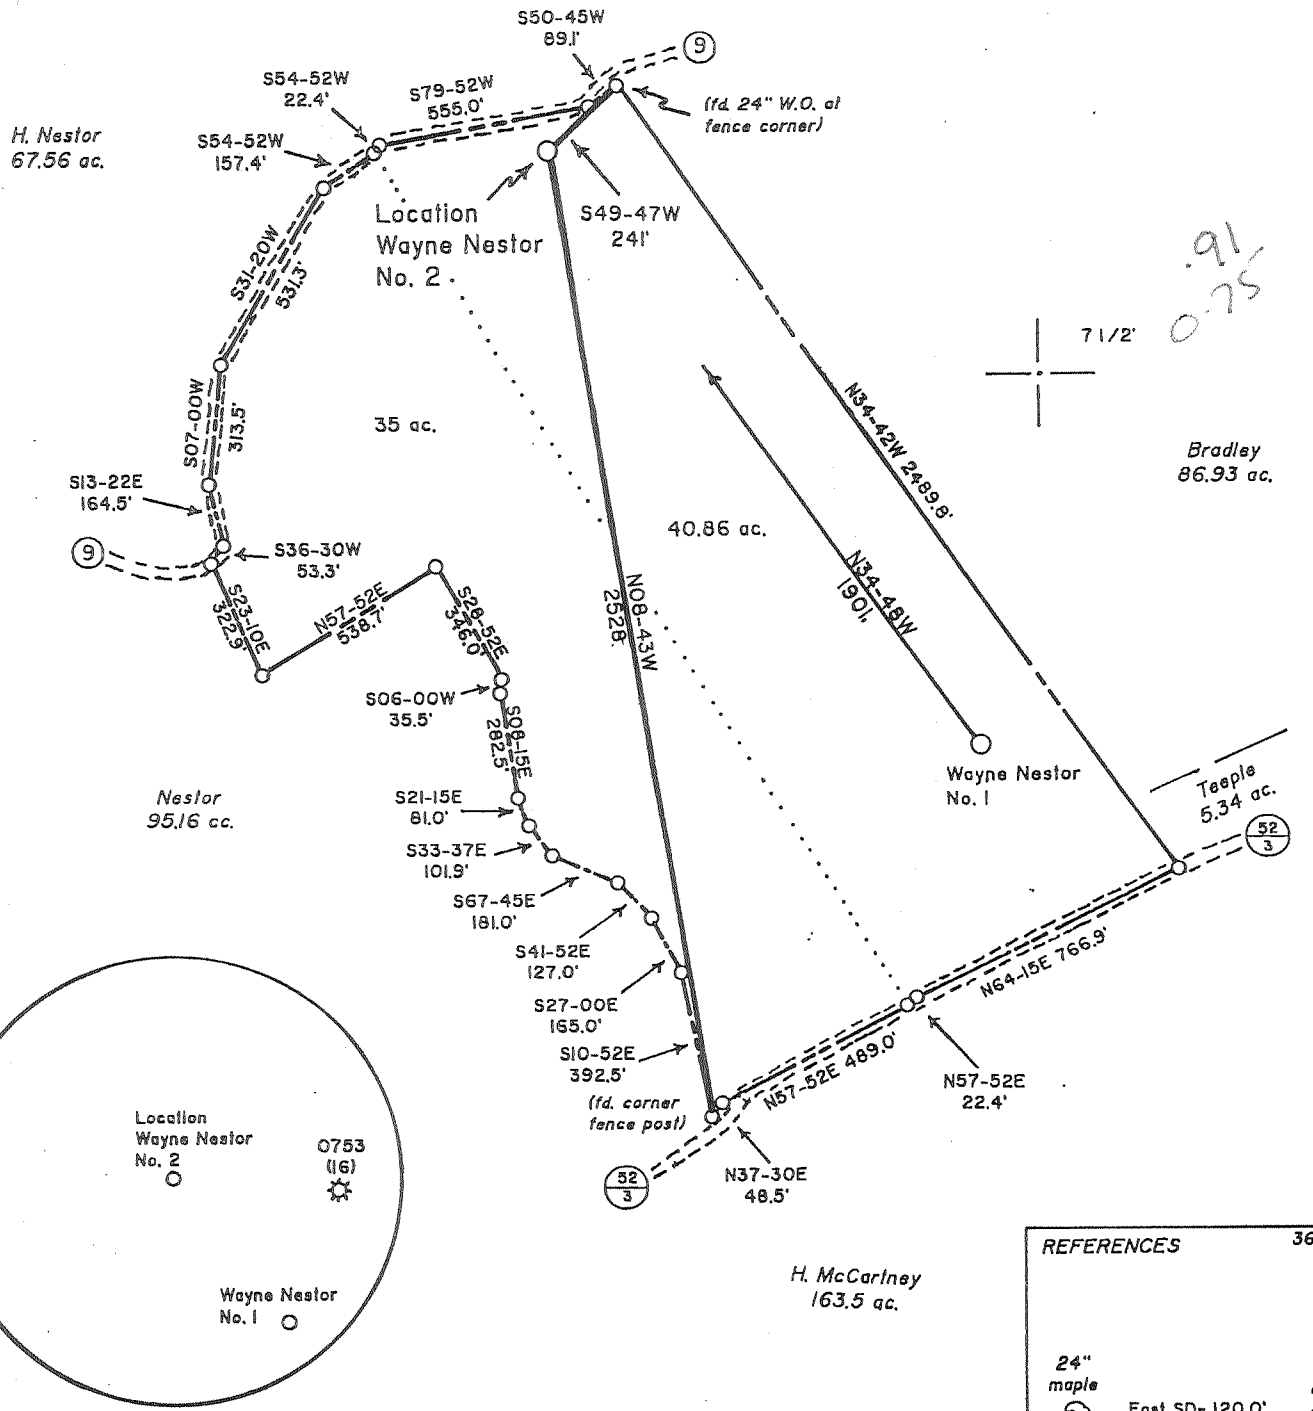 S50-45W
89.1'
9
S54-52W
22.4'
S79-52W
555.0'
(fd. 24" W.O. at
fence corner)
H. Nestor
67.56 ac.
S54-52W
157.4'
Location
Wayne Nestor
No. 2
S49-47W
241'
.91
0.75
S31-20W
531.3'
7 1/2'
S07-00W
313.5'
35 ac.
N34-42W 2489.8'
Bradley
86.93 ac.
S13-22E
164.5'
40.86 ac.
9
S36-30W
53.3'
N34-48W
1901.
S23-10E
322.9'
N57-52E
538.7'
S28-52E
346.0'
N08-43W
2528.
S06-00W
35.5'
S08-15E
282.5'
Wayne Nestor
No. 1
Teeple
5.34 ac.
Nestor
95.16 cc.
S21-15E
81.0'
52
3
S33-37E
101.9'
S67-45E
181.0'
S41-52E
127.0'
N64-15E 766.9'
S27-00E
165.0'
S10-52E
392.5'
N57-52E 489.0'
N57-52E
22.4'
(fd. corner
fence post)
Location
Wayne Nestor
No. 2
0753
(16)
52
3
N37-30E
48.5'
REFERENCES
36
H. McCartney
163.5 ac.
Wayne Nestor
No. 1
24"
maple
East SD- 120.0'